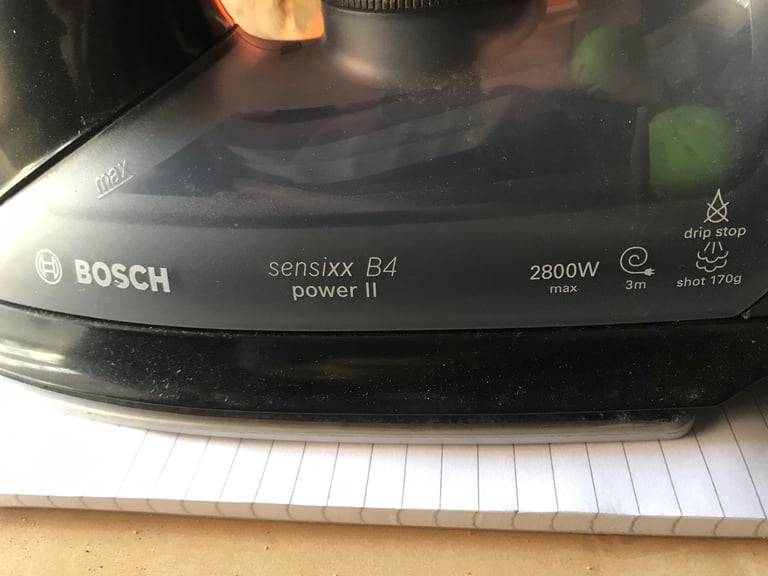 max
BOSCH
sensixx B4
power II
2800W
max
3m
drip stop
shot 170g